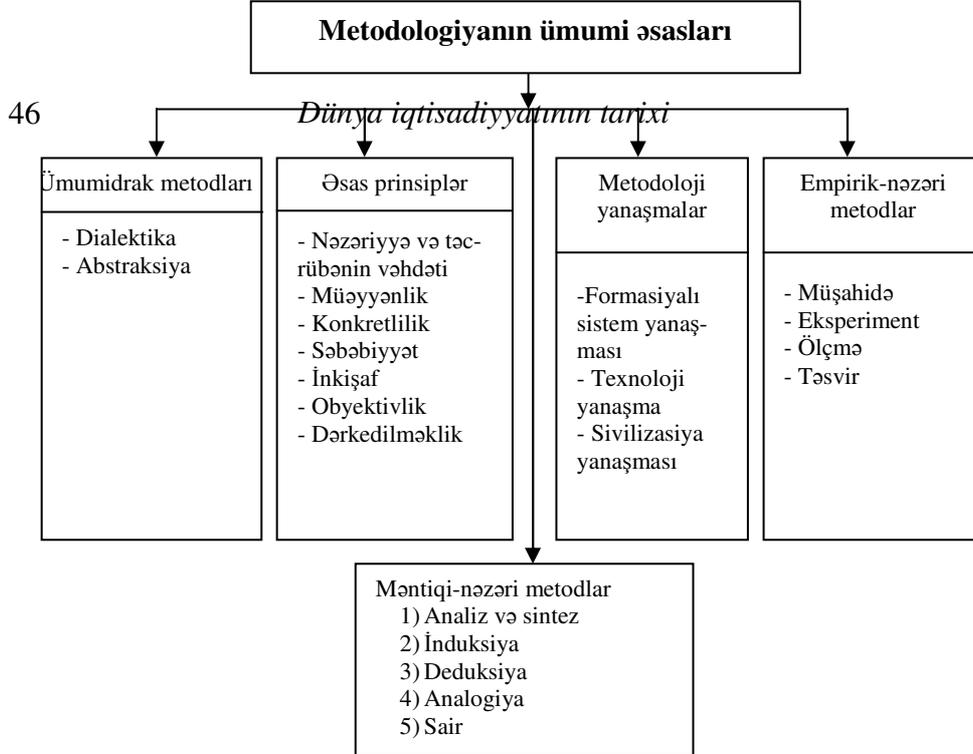 Metodologiyanın ümumi əsasları
46
Dünya iqtisadiyyatının tarixi
Ümumidrak metodları
- Dialektika
- Abstraksiya
Əsas prinsiplər
- Nəzəriyyə və təc-
rübənin vəhdəti
- Müəyyənlik
- Konkretlilik
- Səbəbiyyət
- İnkişaf
- Obyektivlik
- Dərkedilməklik
Metodoloji
yanaşmalar
-Formasiyalı
sistem yanaş-
ması
- Texnoloji
yanaşma
- Sivilizasiya
yanaşması
Empirik-nəzəri
metodlar
- Müşahidə
- Eksperiment
- Ölçmə
- Təsvir
Məntiqi-nəzəri metodlar
1) Analiz və sintez
2) İnduksiya
3) Deduksiya
4) Analogiya
5) Sair